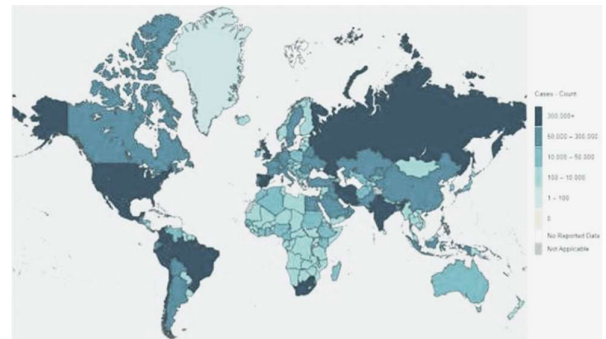 Cases - Count
300.000+
50.000 – 300.000
10.000 – 50.000
100 – 10.000
1 – 100
0
No Reported Data
Not Applicable